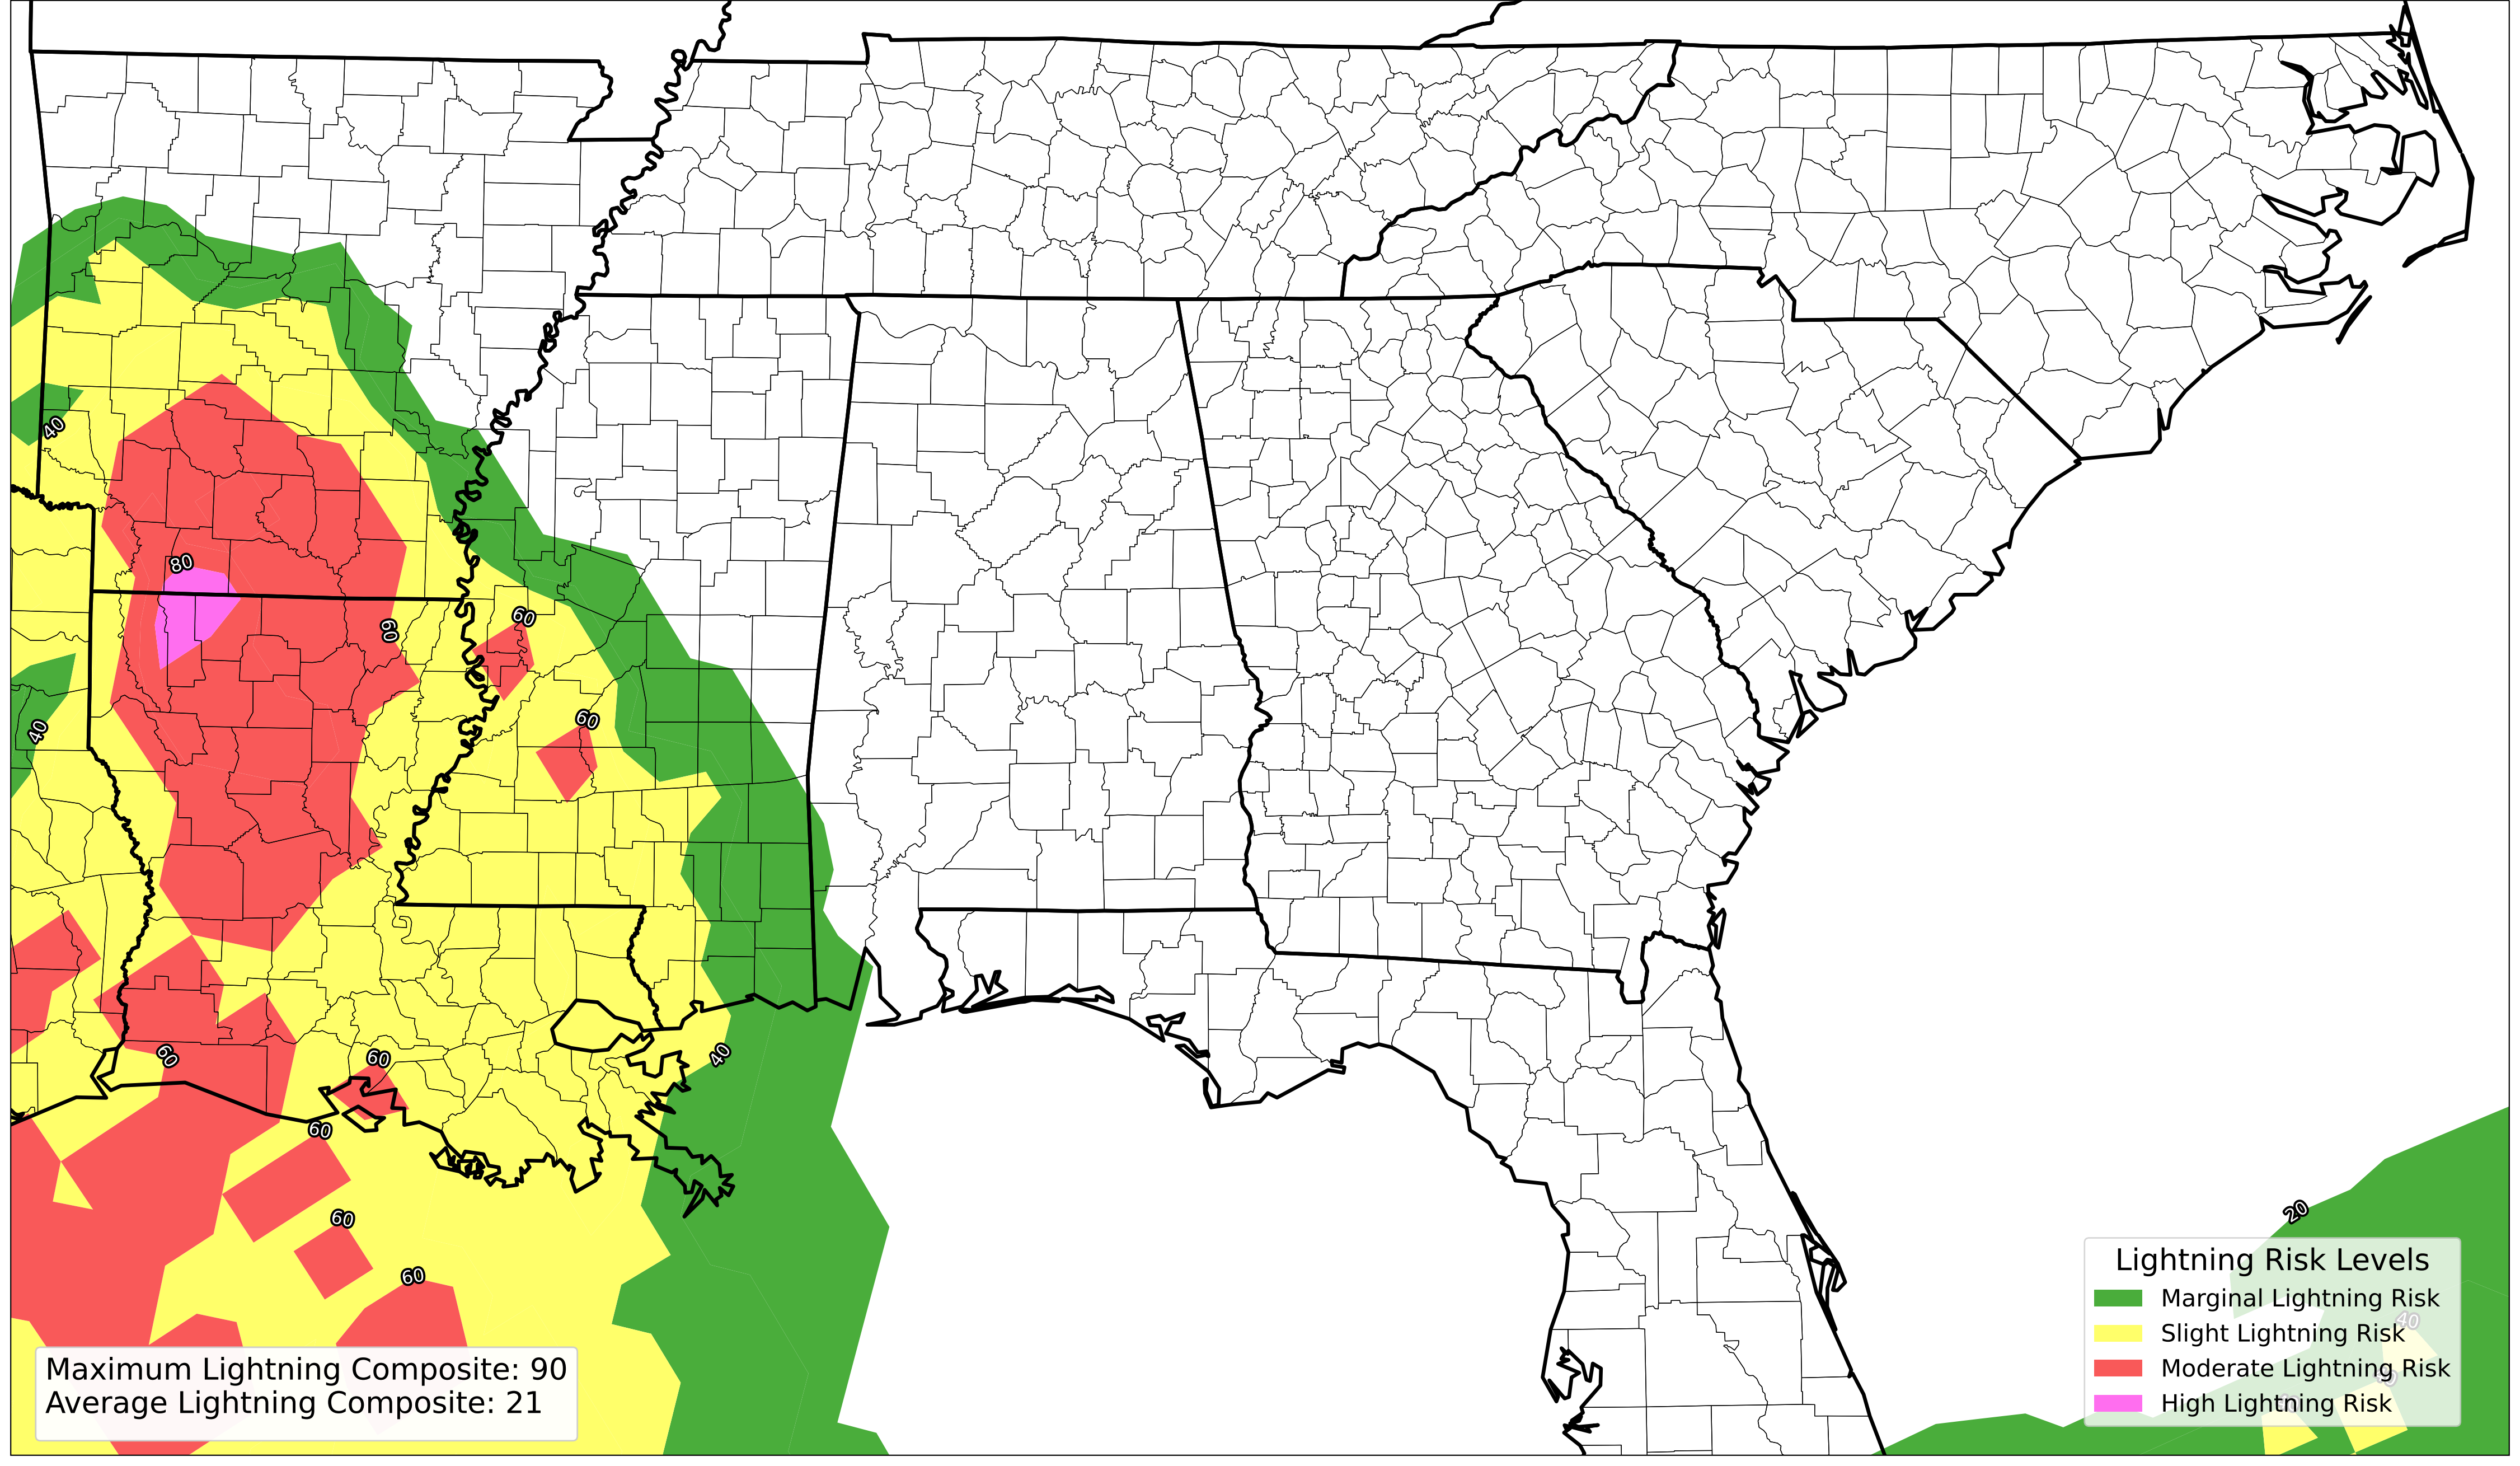 40
80
60
60
60
40
60
60
40
60
60
60
20
40
Lightning Risk Levels
Marginal Lightning Risk
Slight Lightning Risk
Moderate Lightning Risk
High Lightning Risk
Maximum Lightning Composite: 90
Average Lightning Composite: 21